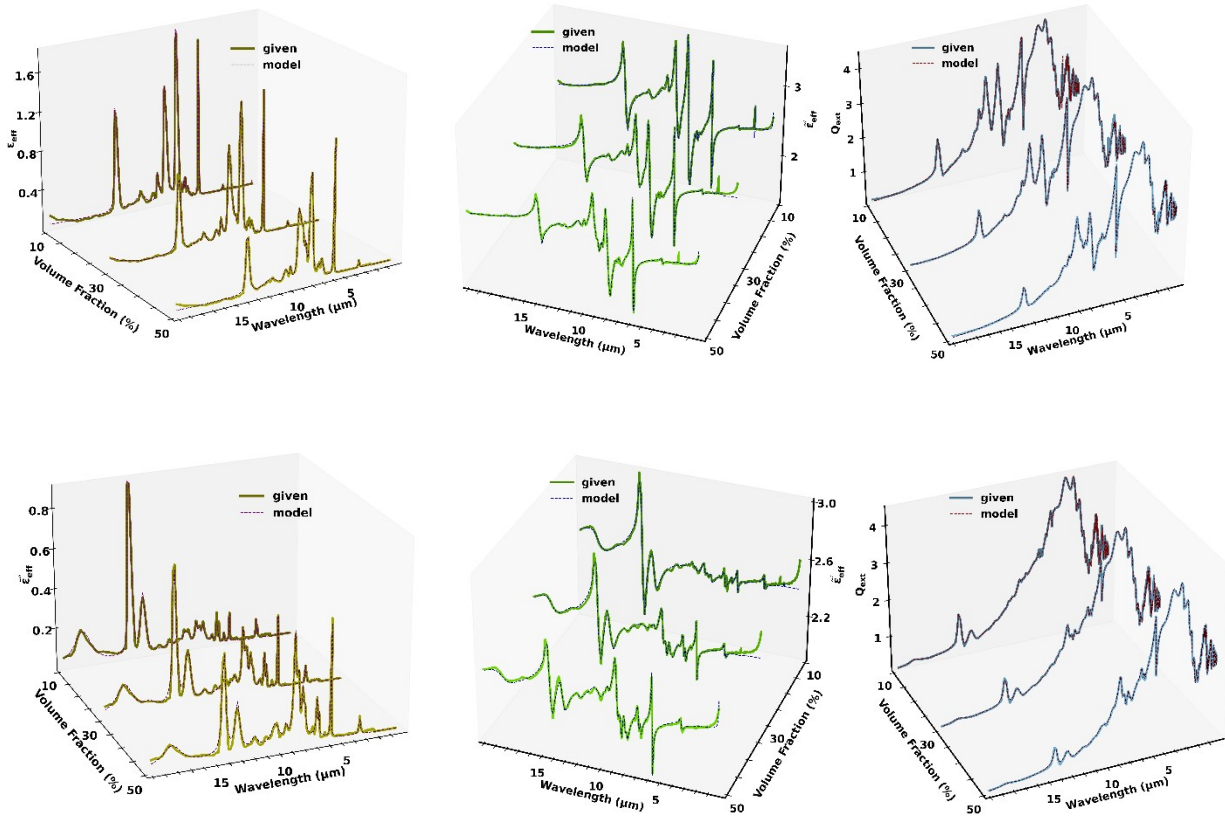 given
model
1.6
1.2
0.8
0.4
ε̃eff
10
30
50
Volume Fraction (%)
15
10
5
Wavelength (μm)
given
model
3
2
ε̃eff
10
30
50
Volume Fraction (%)
15
10
5
Wavelength (μm)
given
model
4
3
2
1
Qext
10
30
50
Volume Fraction (%)
15
10
5
Wavelength (μm)
given
model
0.8
0.6
0.4
0.2
ε̃eff
10
30
50
Volume Fraction (%)
15
10
5
Wavelength (μm)
given
model
3.0
2.6
2.2
ε̃eff
10
30
50
Volume Fraction (%)
15
10
5
Wavelength (μm)
given
model
4
3
2
1
Qext
10
30
50
Volume Fraction (%)
15
10
5
Wavelength (μm)